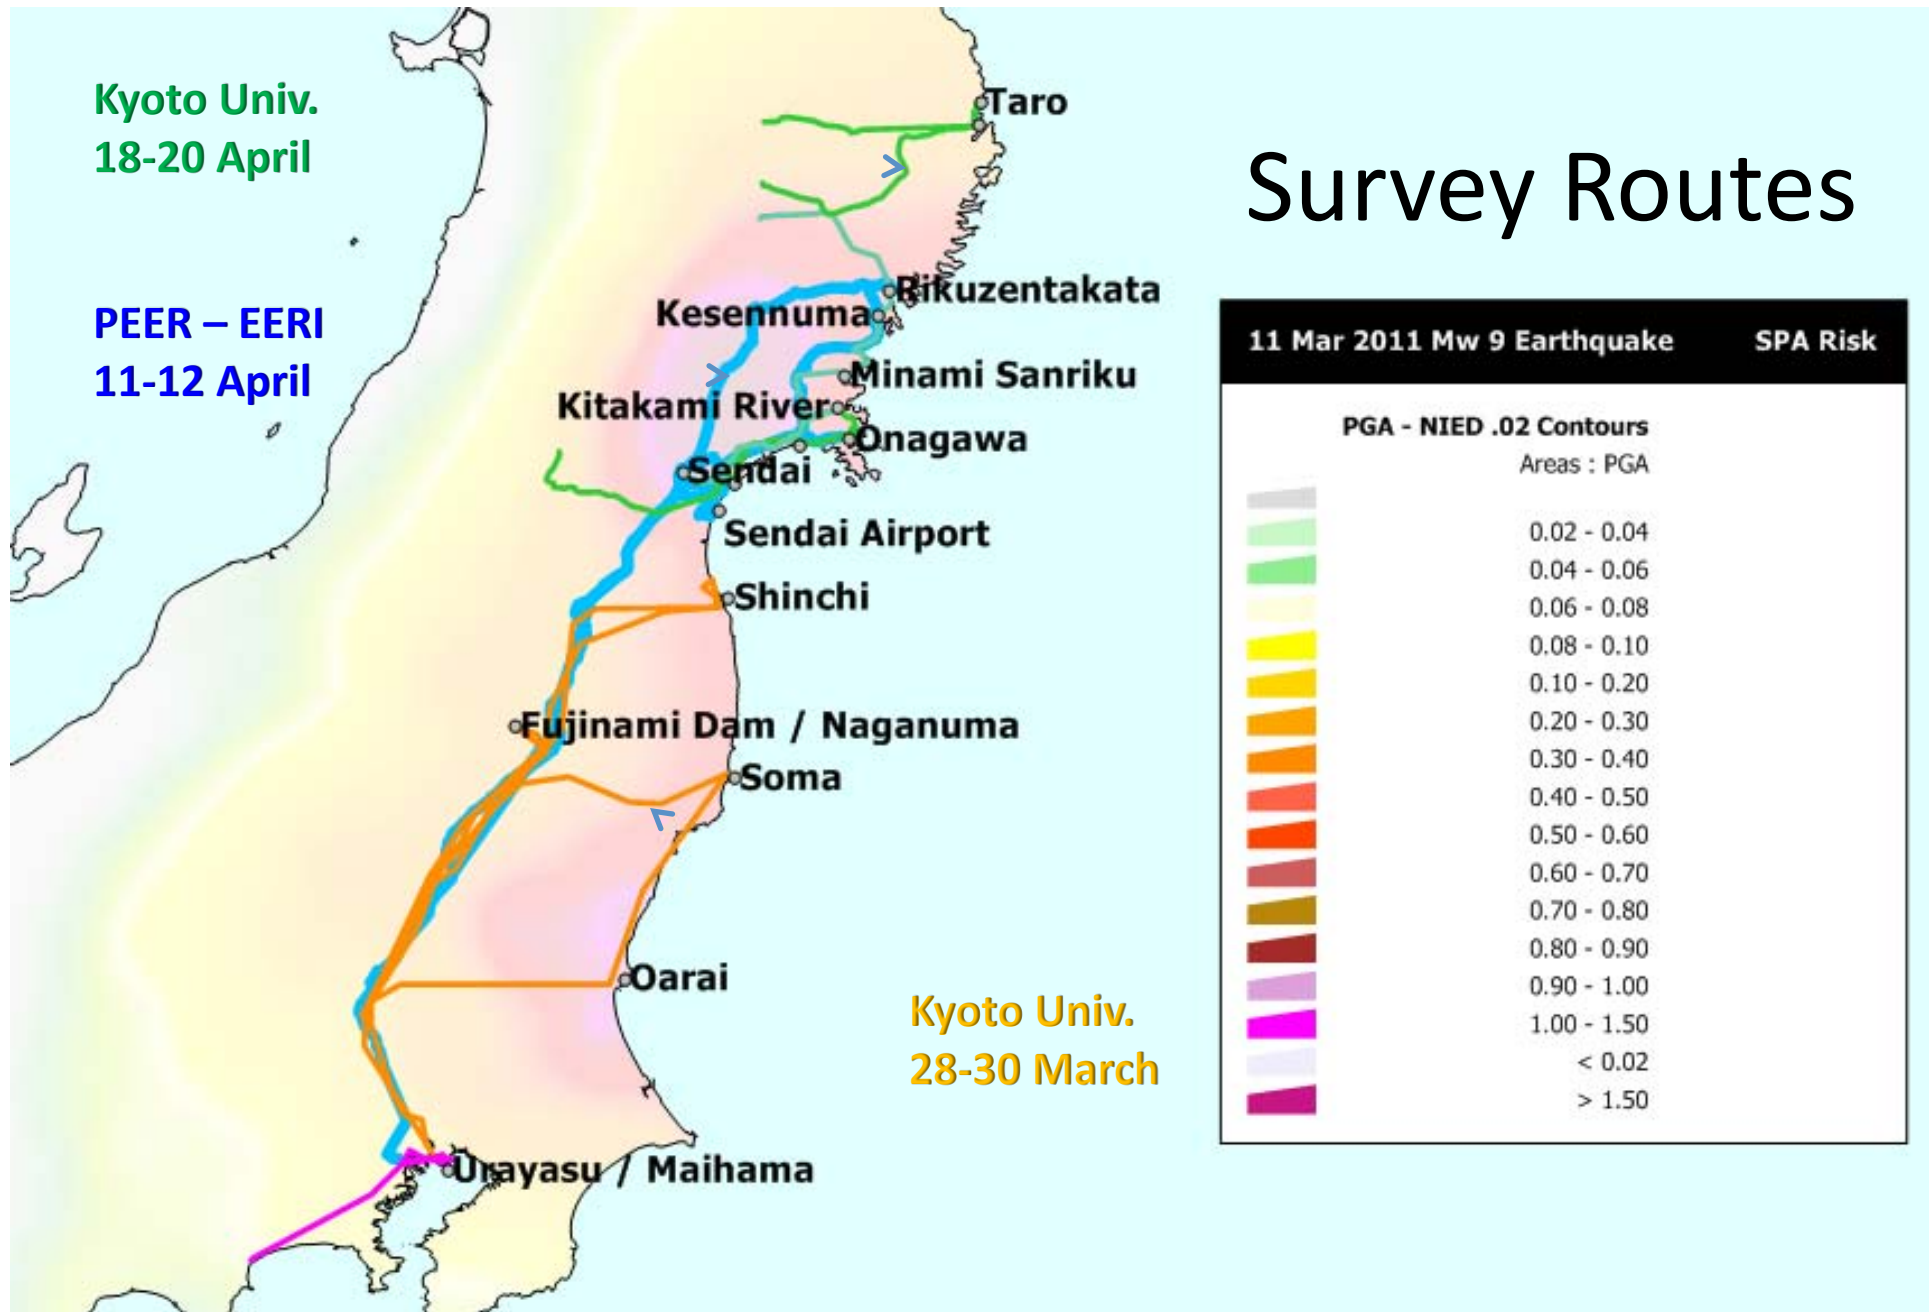 Survey Routes
Kyoto Univ.
18-20 April
PEER – EERI
11-12 April
Taro
Rikuzentakata
Kesennuma
Minami Sanriku
Kitakami River
Onagawa
Sendai
Sendai Airport
Shinchi
Fujinami Dam / Naganuma
Soma
Oarai
Kyoto Univ.
28-30 March
Urayasu / Maihama
11 Mar 2011 Mw 9 Earthquake SPA Risk
PGA - NIED .02 Contours
Areas : PGA
0.02 - 0.04
0.04 - 0.06
0.06 - 0.08
0.08 - 0.10
0.10 - 0.20
0.20 - 0.30
0.30 - 0.40
0.40 - 0.50
0.50 - 0.60
0.60 - 0.70
0.70 - 0.80
0.80 - 0.90
0.90 - 1.00
1.00 - 1.50
< 0.02
> 1.50